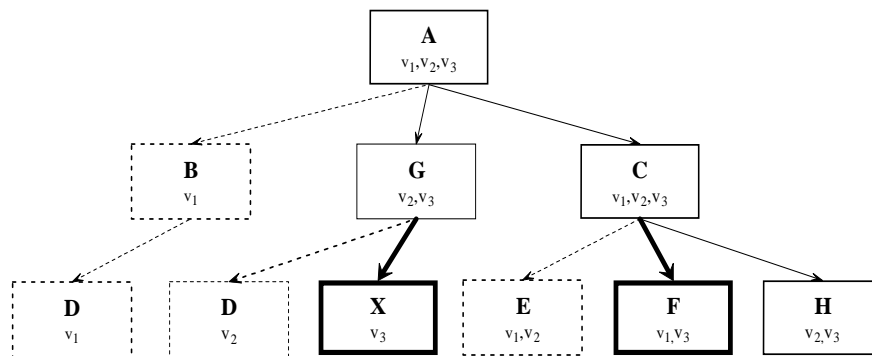 A
v₁,v₂,v₃
B
v₁
G
v₂,v₃
C
v₁,v₂,v₃
D
v₁
D
v₂
X
v₃
E
v₁,v₂
F
v₁,v₃
H
v₂,v₃